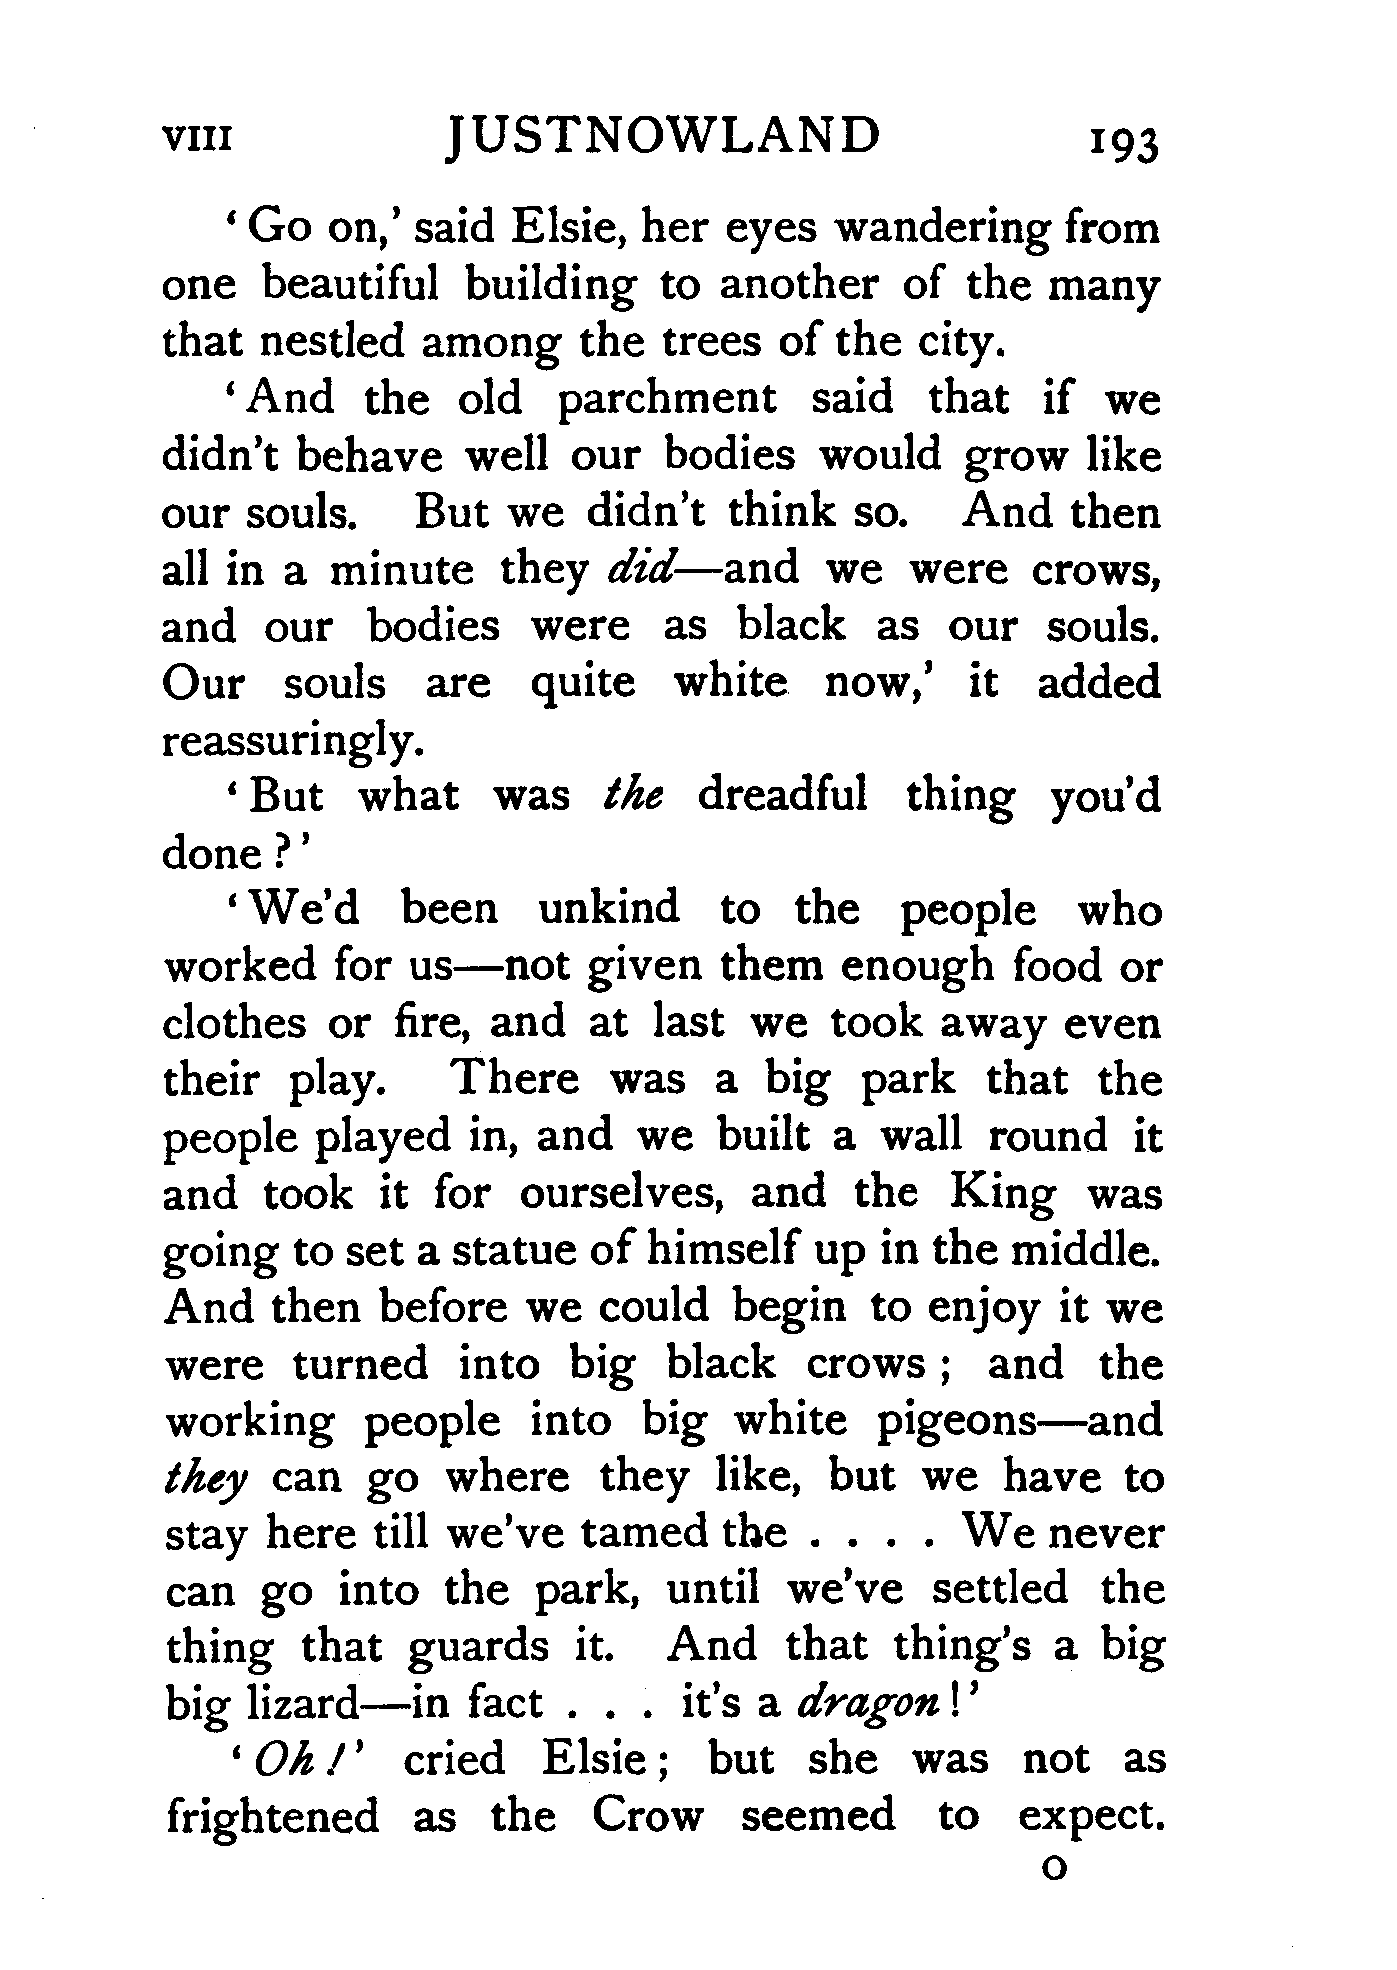 VIII JUSTNOWLAND 193
‘Go on,’ said Elsie, her eyes wandering from
one beautiful building to another of the many
that nestled among the trees of the city.
‘And the old parchment said that if we
didn’t behave well our bodies would grow like
our souls. But we didn’t think so. And then
all in a minute they did—and we were crows,
and our bodies were as black as our souls.
Our souls are quite white now,’ it added
reassuringly.
‘But what was the dreadful thing you’d
done?’
‘We’d been unkind to the people who
worked for us—not given them enough food or
clothes or fire, and at last we took away even
their play. There was a big park that the
people played in, and we built a wall round it
and took it for ourselves, and the King was
going to set a statue of himself up in the middle.
And then before we could begin to enjoy it we
were turned into big black crows; and the
working people into big white pigeons—and
they can go where they like, but we have to
stay here till we’ve tamed the . . . . We never
can go into the park, until we’ve settled the
thing that guards it. And that thing’s a big
big lizard—in fact . . . it’s a dragon!’
‘Oh!’ cried Elsie; but she was not as
frightened as the Crow seemed to expect.
O